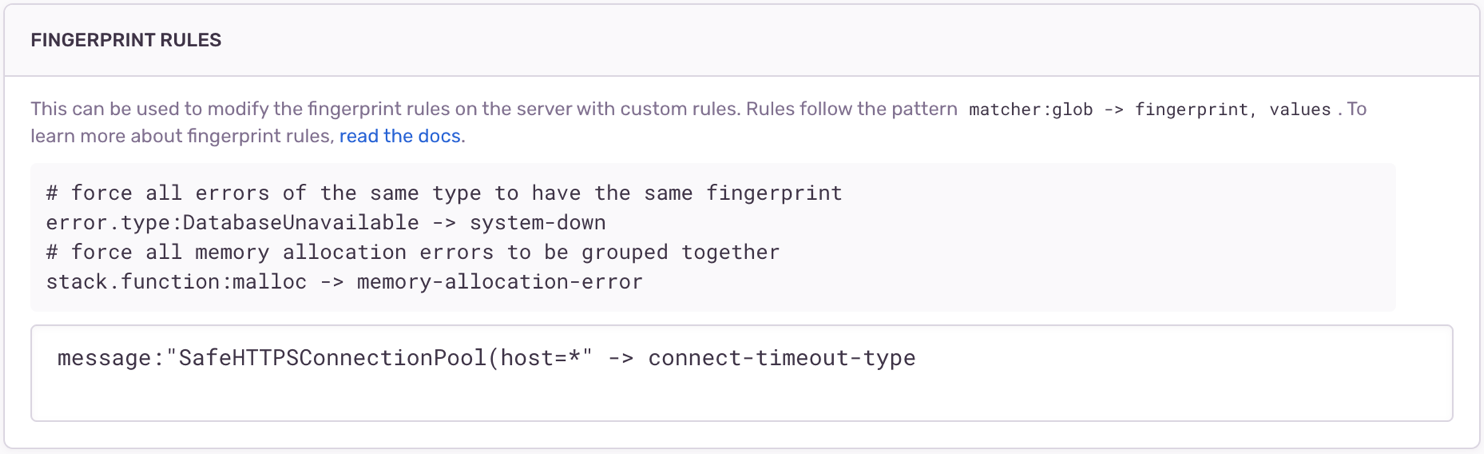 FINGERPRINT RULES
This can be used to modify the fingerprint rules on the server with custom rules. Rules follow the pattern matcher:glob -> fingerprint, values . To
learn more about fingerprint rules, read the docs.
# force all errors of the same type to have the same fingerprint
error.type:DatabaseUnavailable -> system-down
# force all memory allocation errors to be grouped together
stack.function:malloc -> memory-allocation-error
message:"SafeHTTPSConnectionPool(host=*" -> connect-timeout-type